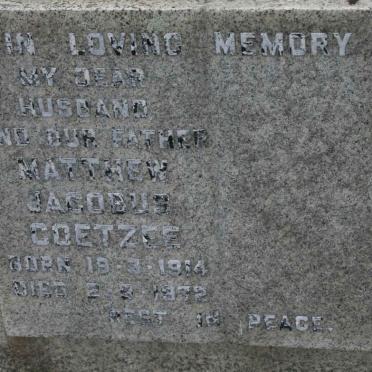 IN LOVING MEMORY
MY DEAR
HUSBAND
AND OUR FATHER
MATTHEW
JACOBUS
COETZEE
BORN 19·3·1914
DIED 2·9·1972
REST IN PEACE.